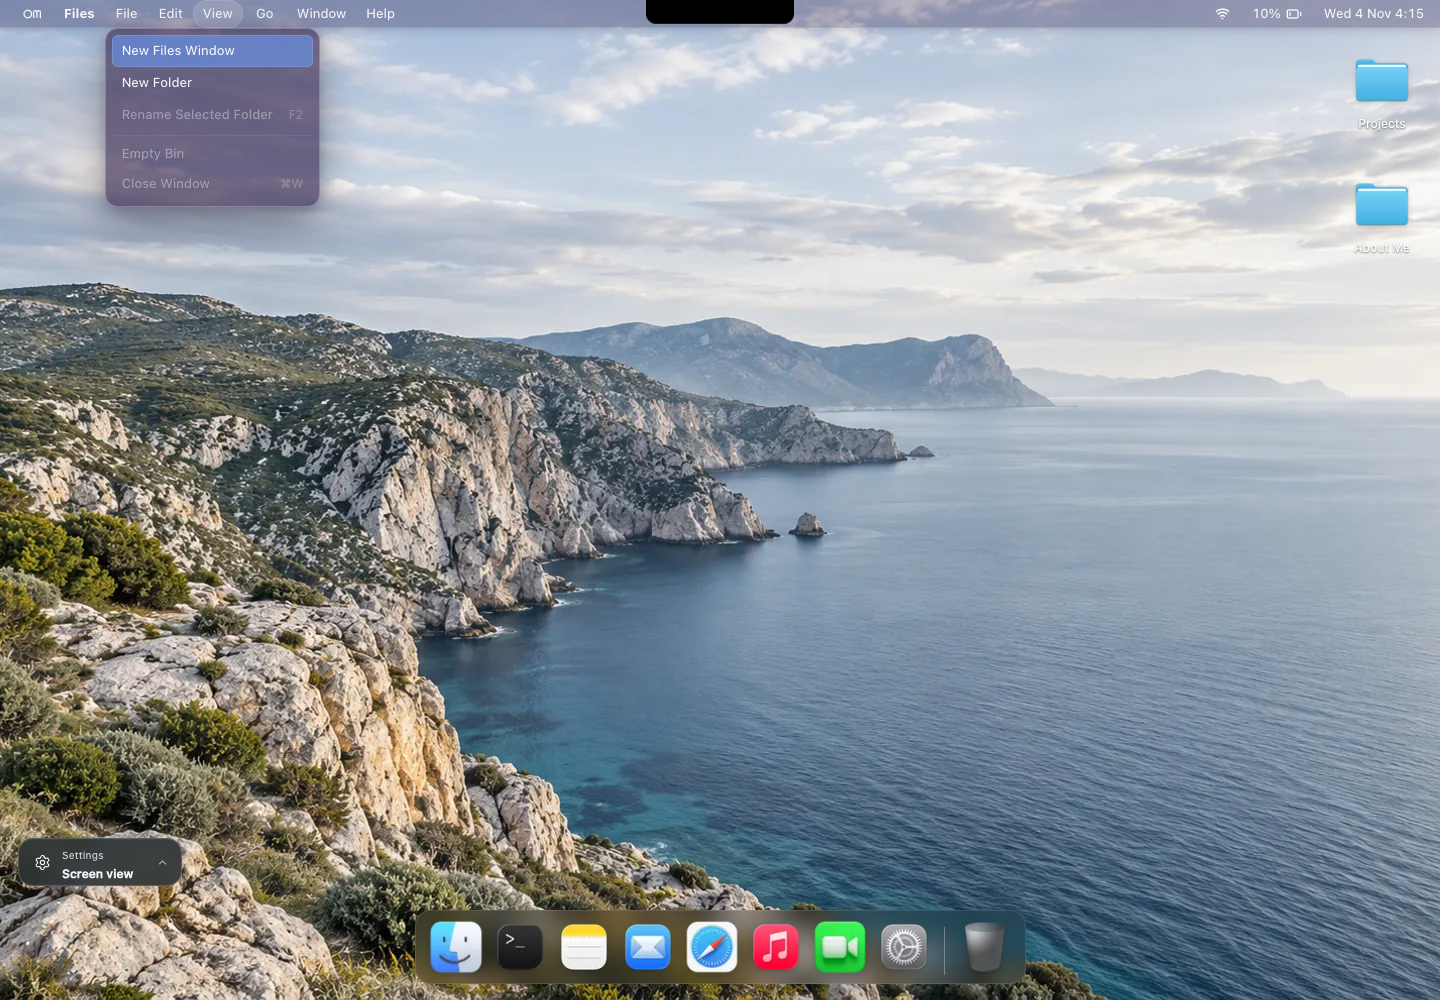 om Files File Edit View Go Window Help 10% Wed 4 Nov 4:15
New Files Window
New Folder
Rename Selected Folder F2
Empty Bin
Close Window ⌘W
Projects
About Me
Settings
Screen view
>_